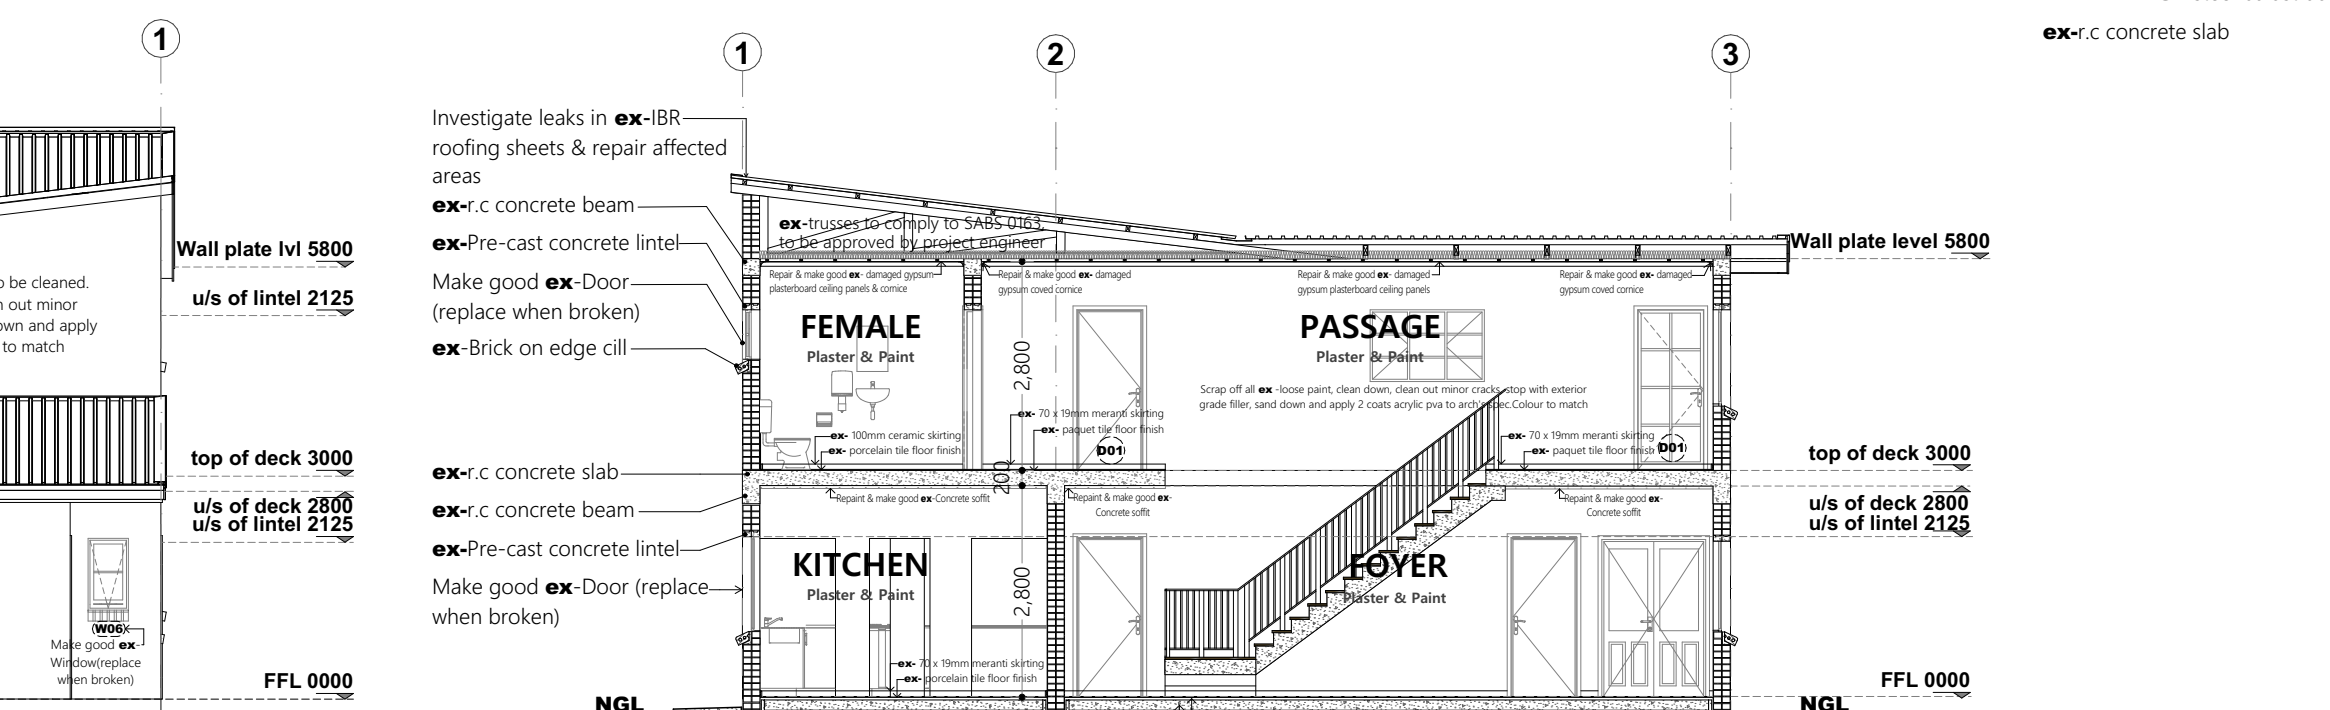 ex-r.c concrete slab
1
1
2
3
Investigate leaks in ex-IBR
roofing sheets & repair affected
areas
ex-r.c concrete beam
ex-Pre-cast concrete lintel
Make good ex-Door
(replace when broken)
ex-Brick on edge cill
ex-r.c concrete slab
ex-r.c concrete beam
ex-Pre-cast concrete lintel
Make good ex-Door (replace
when broken)
NGL
Wall plate lvl 5800
u/s of lintel 2125
top of deck 3000
u/s of deck 2800
u/s of lintel 2125
FFL 0000
o be cleaned.
n out minor
own and apply
to match
W06
Make good ex-
Window(replace
when broken)
ex-trusses to comply to SABS 0163,
to be approved by project engineer
Repair & make good ex- damaged gypsum
plasterboard ceiling panels & cornice
Repair & make good ex- damaged
gypsum coved cornice
Repair & make good ex- damaged
gypsum plasterboard ceiling panels
Repair & make good ex- damaged
gypsum coved cornice
FEMALE
Plaster & Paint
PASSAGE
Plaster & Paint
2,800
Scrap off all ex -loose paint, clean down, clean out minor cracks, stop with exterior
grade filler, sand down and apply 2 coats acrylic pva to arch's spec.Colour to match
ex- 70 x 19mm meranti skirting
ex- paquet tile floor finish
ex- 100mm ceramic skirting
ex- porcelain tile floor finish
D01
ex- 70 x 19mm meranti skirting
ex- paquet tile floor finish
D01
200
Repaint & make good ex-Concrete soffit
Repaint & make good ex-
Concrete soffit
Repaint & make good ex-
Concrete soffit
KITCHEN
Plaster & Paint
FOYER
Plaster & Paint
2,800
ex- 70 x 19mm meranti skirting
ex- porcelain tile floor finish
Wall plate level 5800
top of deck 3000
u/s of deck 2800
u/s of lintel 2125
FFL 0000
NGL